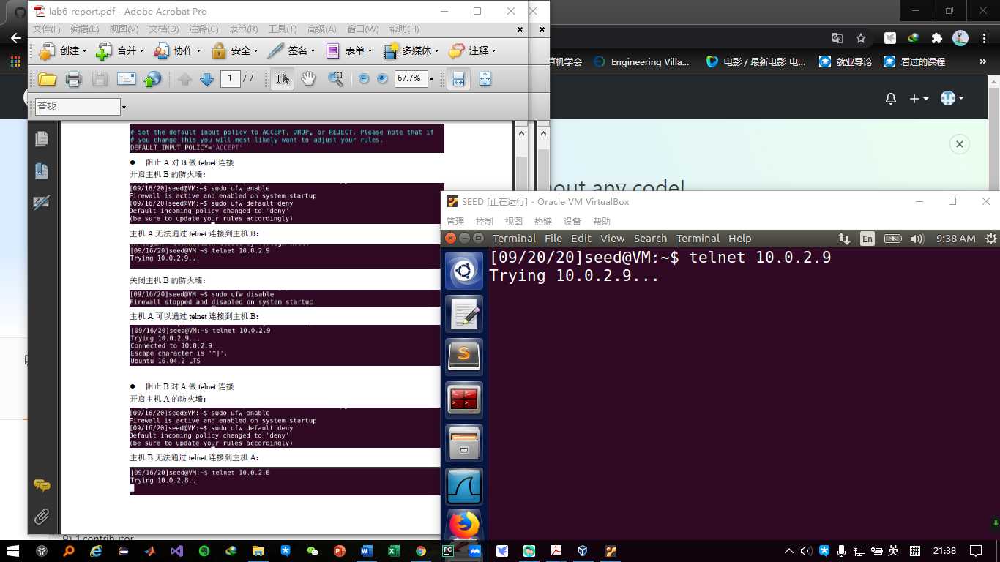 lab6-report.pdf - Adobe Acrobat Pro
文件(F) 编辑(E) 视图(V) 文档(D) 注释(C) 表单(R) 工具(T) 高级(A) 窗口(W) 帮助(H)
创建 合并 协作 安全 签名 表单 多媒体 注释
1 / 7 67.7%
查找
# Set the default input policy to ACCEPT, DROP, or REJECT. Please note that if
# you change this you will most likely want to adjust your rules.
DEFAULT_INPUT_POLICY="ACCEPT"
● 阻止 A 对 B 做 telnet 连接
开启主机 B 的防火墙:
[09/16/20]seed@VM:~$ sudo ufw enable
Firewall is active and enabled on system startup
[09/16/20]seed@VM:~$ sudo ufw default deny
Default incoming policy changed to 'deny'
(be sure to update your rules accordingly)
主机 A 无法通过 telnet 连接到主机 B:
[09/16/20]seed@VM:~$ telnet 10.0.2.9
Trying 10.0.2.9...
关闭主机 B 的防火墙:
[09/16/20]seed@VM:~$ sudo ufw disable
Firewall stopped and disabled on system startup
主机 A 可以通过 telnet 连接到主机 B:
[09/16/20]seed@VM:~$ telnet 10.0.2.9
Trying 10.0.2.9...
Connected to 10.0.2.9.
Escape character is '^]'.
Ubuntu 16.04.2 LTS
● 阻止 B 对 A 做 telnet 连接
开启主机 A 的防火墙:
[09/16/20]seed@VM:~$ sudo ufw enable
Firewall is active and enabled on system startup
[09/16/20]seed@VM:~$ sudo ufw default deny
Default incoming policy changed to 'deny'
(be sure to update your rules accordingly)
主机 B 无法通过 telnet 连接到主机 A:
[09/16/20]seed@VM:~$ telnet 10.0.2.8
Trying 10.0.2.8...
算机学会 Engineering Villa... 电影 / 最新电影_电... 就业导论 看过的课程 »
out any code!
SEED [正在运行] - Oracle VM VirtualBox
管理 控制 视图 热键 设备 帮助
Terminal File Edit View Search Terminal Help En 9:38 AM
[09/20/20]seed@VM:~$ telnet 10.0.2.9
Trying 10.0.2.9...
1 contributor
英 拼 21:38